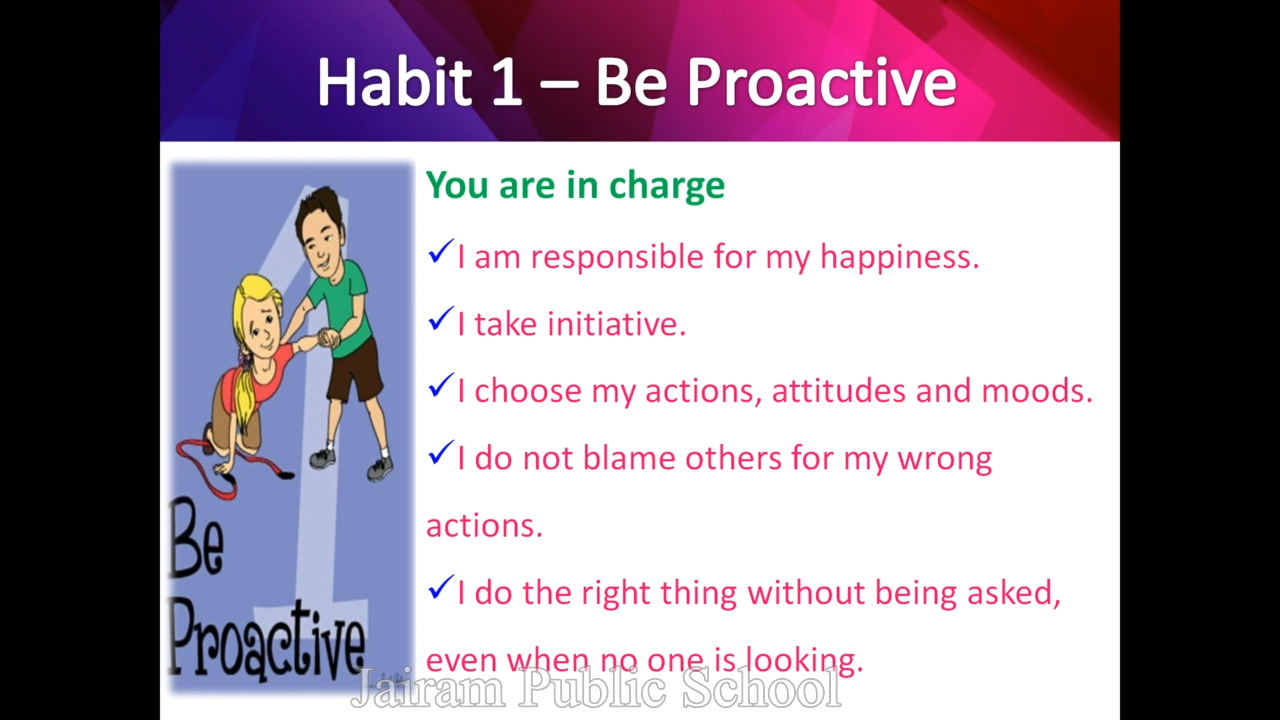 Habit 1 – Be Proactive
You are in charge
✓I am responsible for my happiness.
✓I take initiative.
✓I choose my actions, attitudes and moods.
✓I do not blame others for my wrong
actions.
✓I do the right thing without being asked,
even when no one is looking.
1
Be
Proactive
Jairam Public School